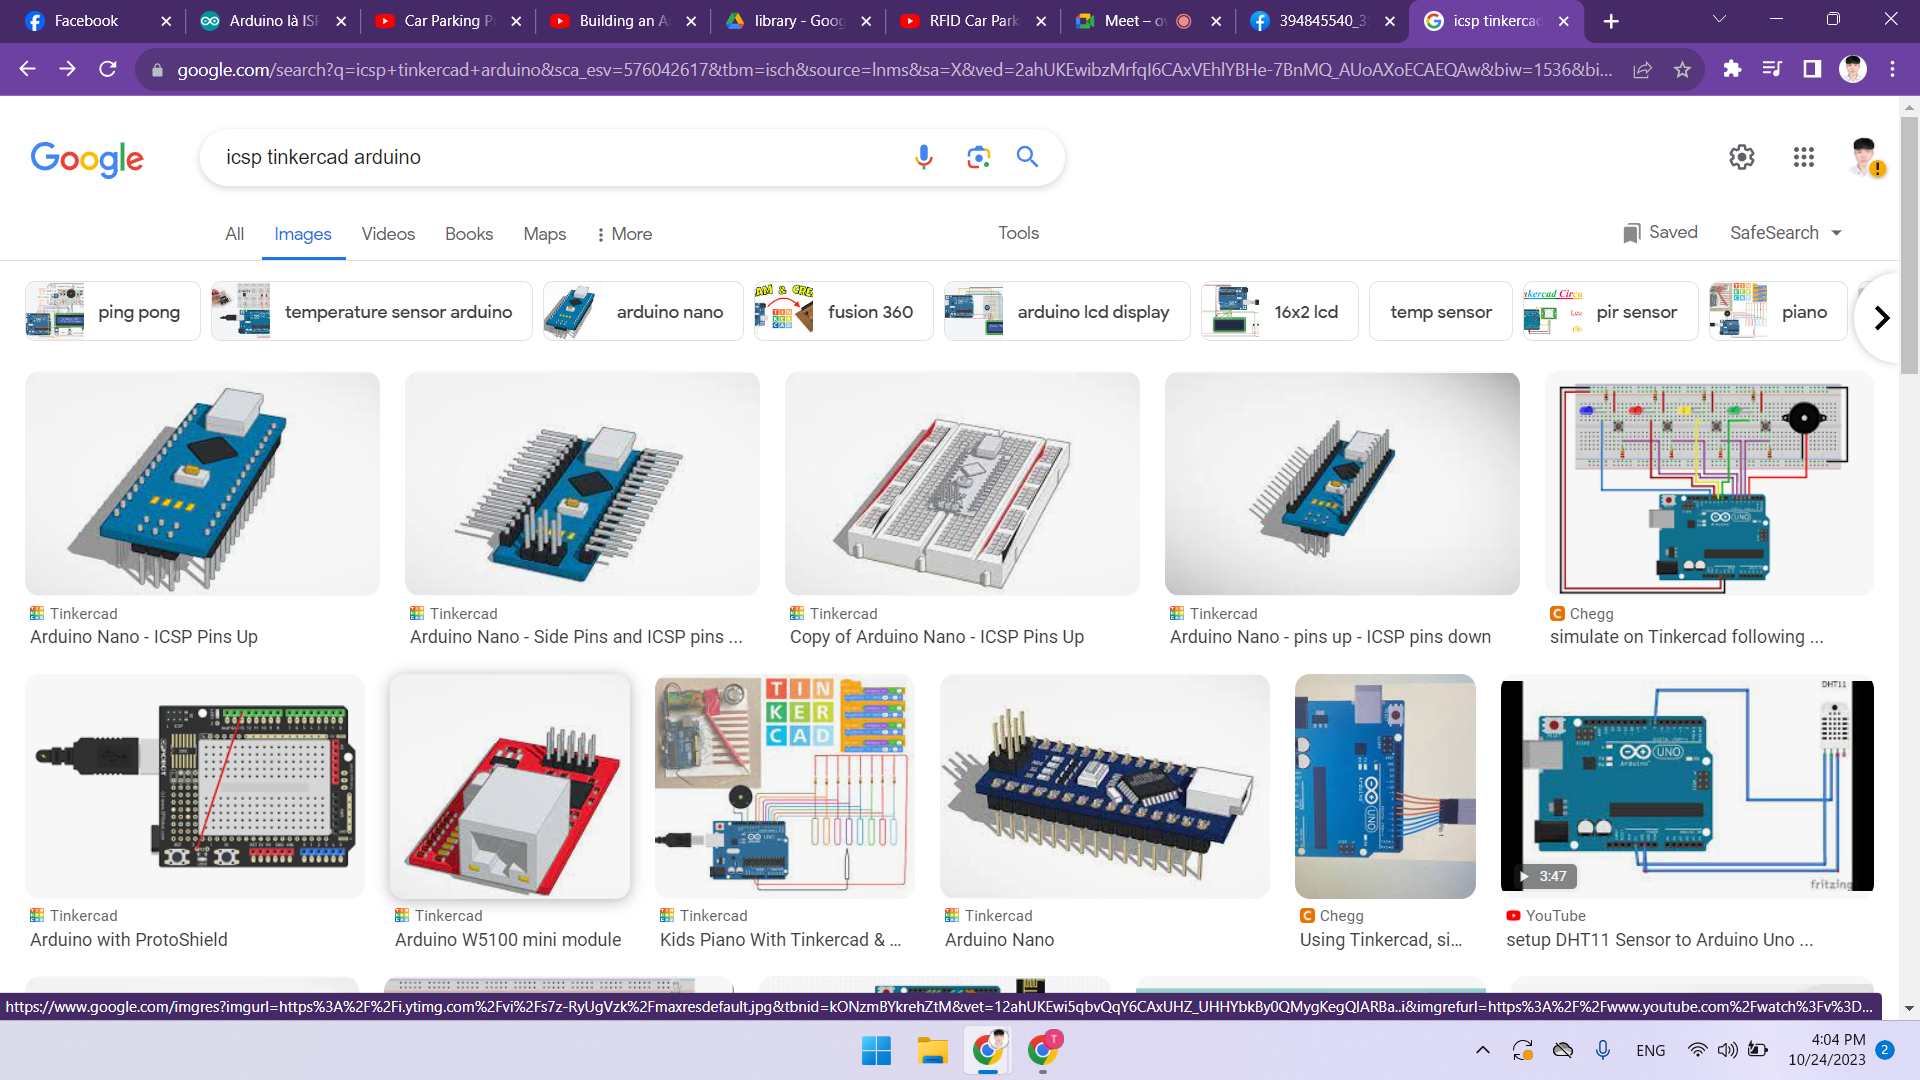 Facebook
Arduino là ISP
Car Parking P
Building an A
library - Goog
RFID Car Park
Meet – ov
394845540_3
icsp tinkercad
google.com/search?q=icsp+tinkercad+arduino&sca_esv=576042617&tbm=isch&source=lnms&sa=X&ved=2ahUKEwibzMrfqI6CAxVEhlYBHe-7BnMQ_AUoAXoECAEQAw&biw=1536&bi...
Google
icsp tinkercad arduino
All
Images
Videos
Books
Maps
More
Tools
Saved
SafeSearch
ping pong
temperature sensor arduino
arduino nano
fusion 360
arduino lcd display
16x2 lcd
temp sensor
pir sensor
piano
Tinkercad
Arduino Nano - ICSP Pins Up
Tinkercad
Arduino Nano - Side Pins and ICSP pins ...
Tinkercad
Copy of Arduino Nano - ICSP Pins Up
Tinkercad
Arduino Nano - pins up - ICSP pins down
Chegg
simulate on Tinkercad following ...
TIN
KER
CAD
UNO
DHT11
UNO
Arduino
3:47
fritzing
Tinkercad
Arduino with ProtoShield
Tinkercad
Arduino W5100 mini module
Tinkercad
Kids Piano With Tinkercad & ...
Tinkercad
Arduino Nano
Chegg
Using Tinkercad, si...
YouTube
setup DHT11 Sensor to Arduino Uno ...
https://www.google.com/imgres?imgurl=https%3A%2F%2Fi.ytimg.com%2Fvi%2Fs7z-RyUgVzk%2Fmaxresdefault.jpg&tbnid=kONzmBYkrehZtM&vet=12ahUKEwi5qbvQqY6CAxUHZ_UHHYbkBy0QMygKegQIARBa..i&imgrefurl=https%3A%2F%2Fwww.youtube.com%2Fwatch%3Fv%3D...
ENG
4:04 PM
10/24/2023
2